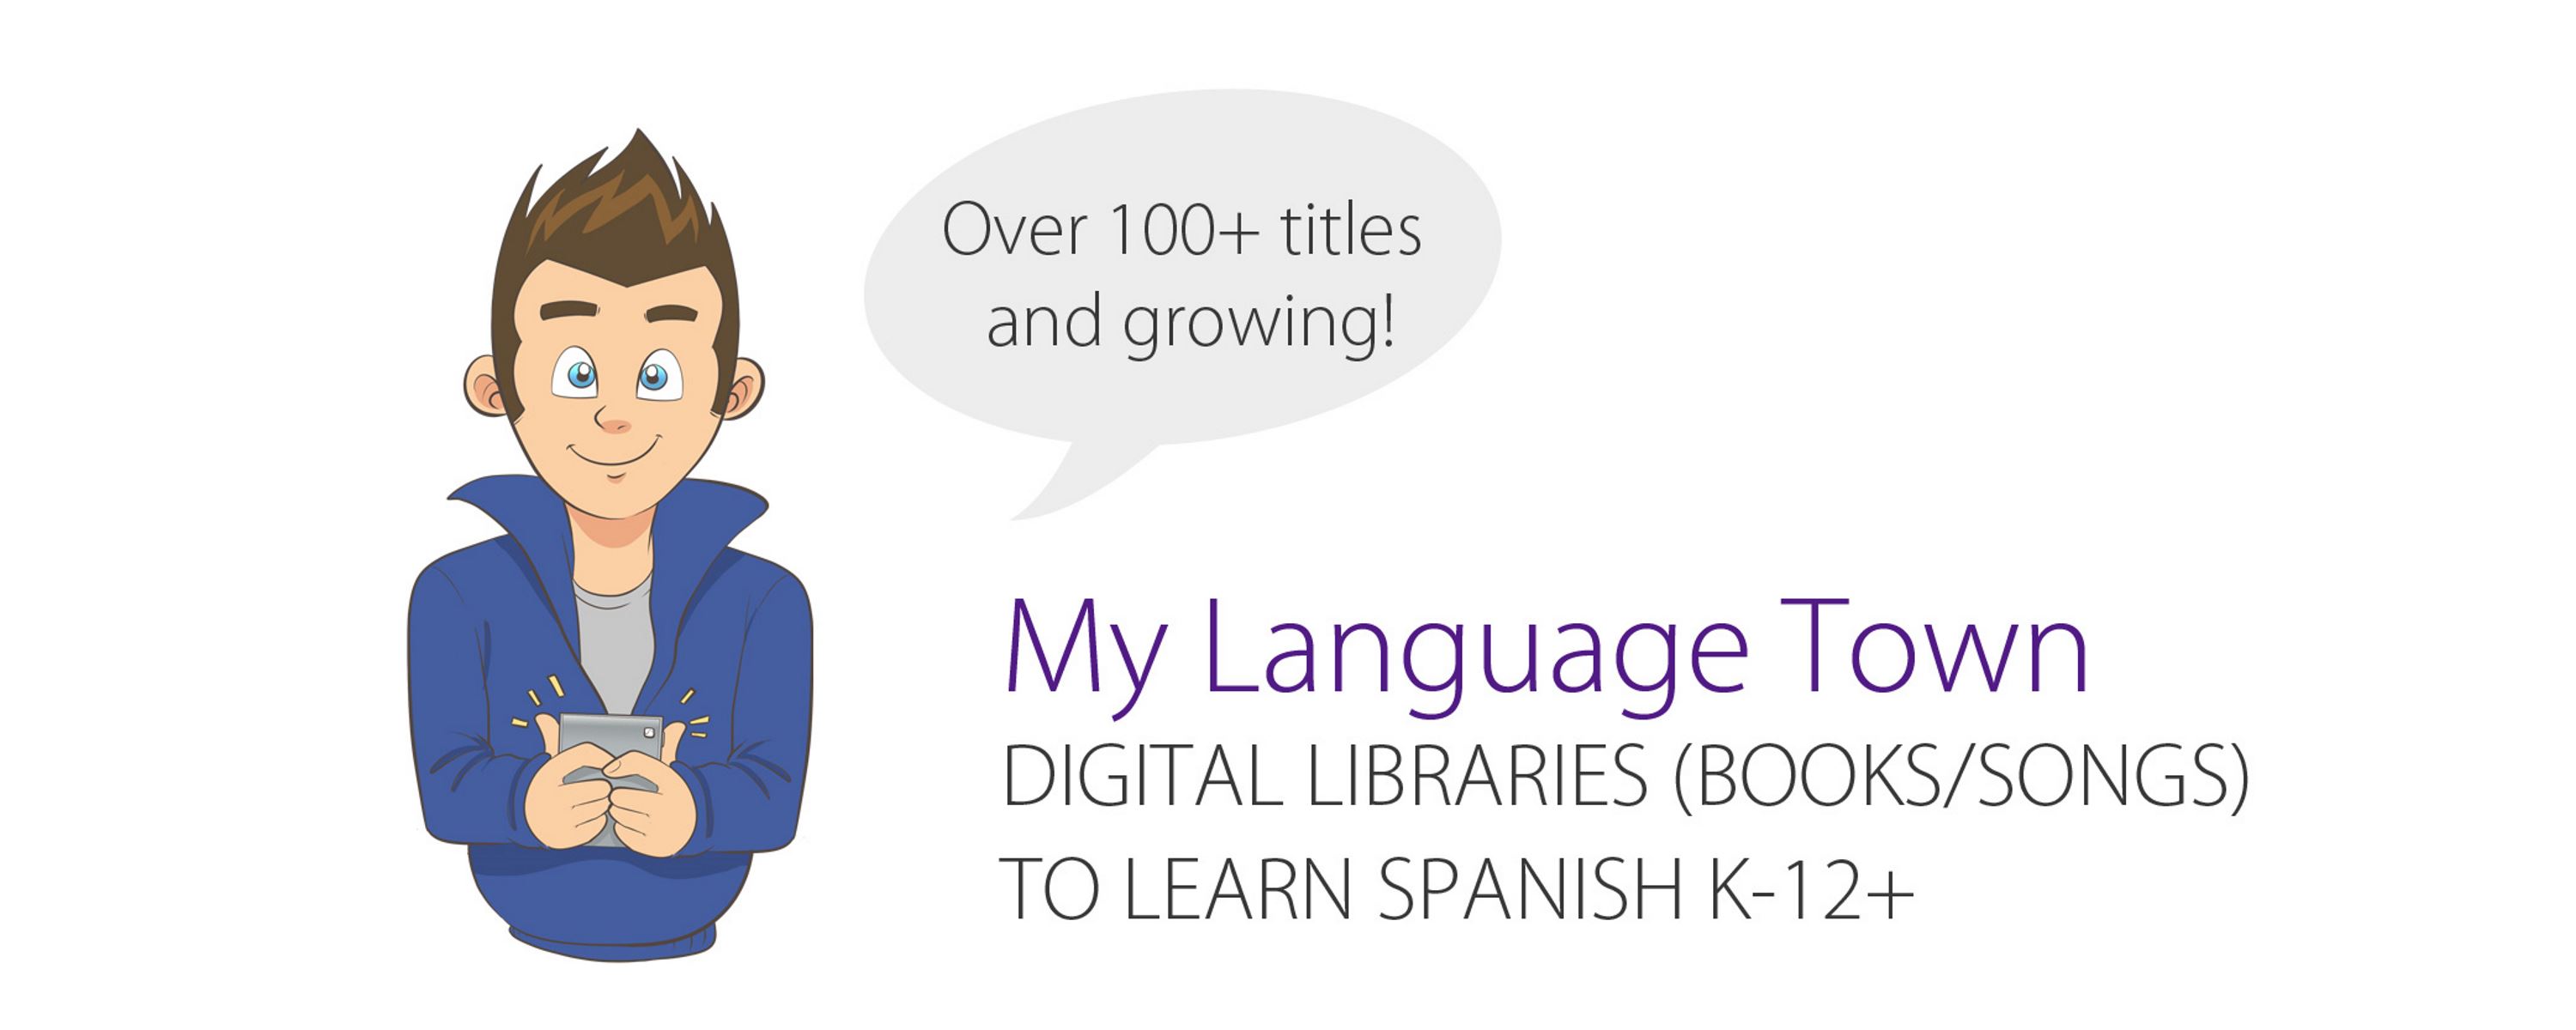 Over 100+ titles
and growing!
My Language Town
DIGITAL LIBRARIES (BOOKS/SONGS)
TO LEARN SPANISH K-12+